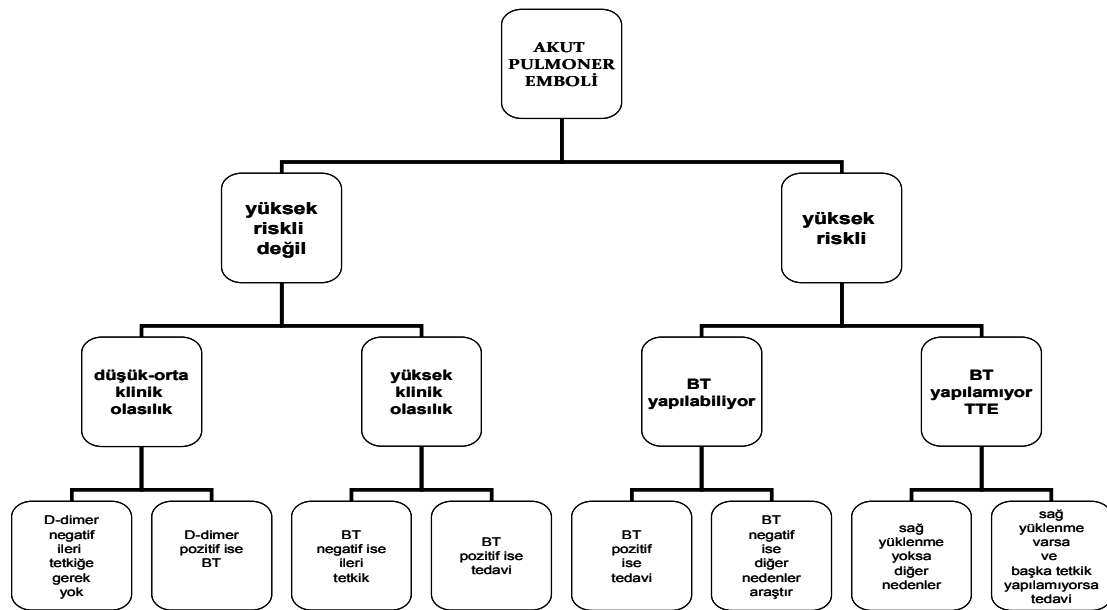 AKUT
PULMONER
EMBOLİ
yüksek
riskli
değil
yüksek
riskli
düşük-orta
klinik
olasılık
yüksek
klinik
olasılık
BT
yapılabiliyor
BT
yapılamıyor
TTE
D-dimer
negatif
ileri
tetkiğe
gerek
yok
D-dimer
pozitif ise
BT
BT
negatif ise
ileri
tetkik
BT
pozitif ise
tedavi
BT
pozitif
ise
tedavi
BT
negatif
ise
diğer
nedenler
araştır
sağ
yüklenme
yoksa
diğer
nedenler
sağ
yüklenme
varsa
ve
başka tetkik
yapılamıyorsa
tedavi